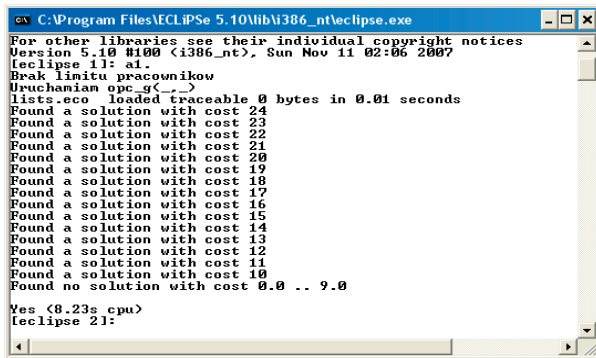 C:\Program Files\ECLiPSe 5.10\lib\i386_nt\eclipse.exe
For other libraries see their individual copyright notices
Version 5.10 #100 (i386_nt), Sun Nov 11 02:06 2007
[eclipse 1]: a1.
Brak limitu pracownikow
Uruchamiam opc_g(_,_)
lists.eco  loaded traceable 0 bytes in 0.01 seconds
Found a solution with cost 24
Found a solution with cost 23
Found a solution with cost 22
Found a solution with cost 21
Found a solution with cost 20
Found a solution with cost 19
Found a solution with cost 18
Found a solution with cost 17
Found a solution with cost 16
Found a solution with cost 15
Found a solution with cost 14
Found a solution with cost 13
Found a solution with cost 12
Found a solution with cost 11
Found a solution with cost 10
Found no solution with cost 0.0 .. 9.0
Yes (8.23s cpu)
[eclipse 2]: